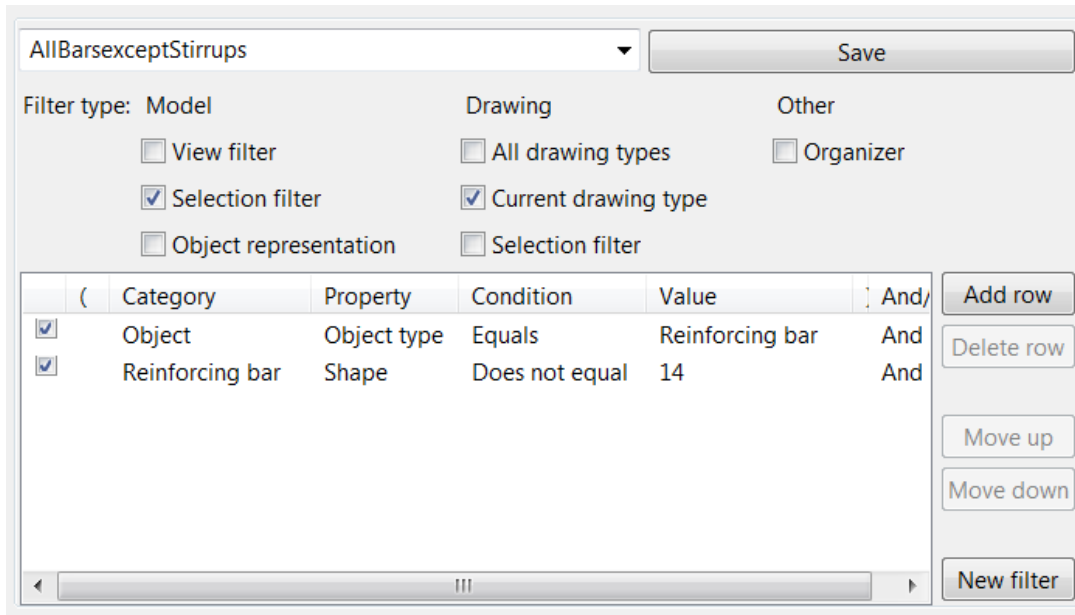 AllBarsexceptStirrups Save
Filter type: Model Drawing Other
View filter All drawing types Organizer
Selection filter Current drawing type
Object representation Selection filter
( Category Property Condition Value ) And/ Add row
Object Object type Equals Reinforcing bar And
Delete row
Reinforcing bar Shape Does not equal 14 And
Move up
Move down
New filter